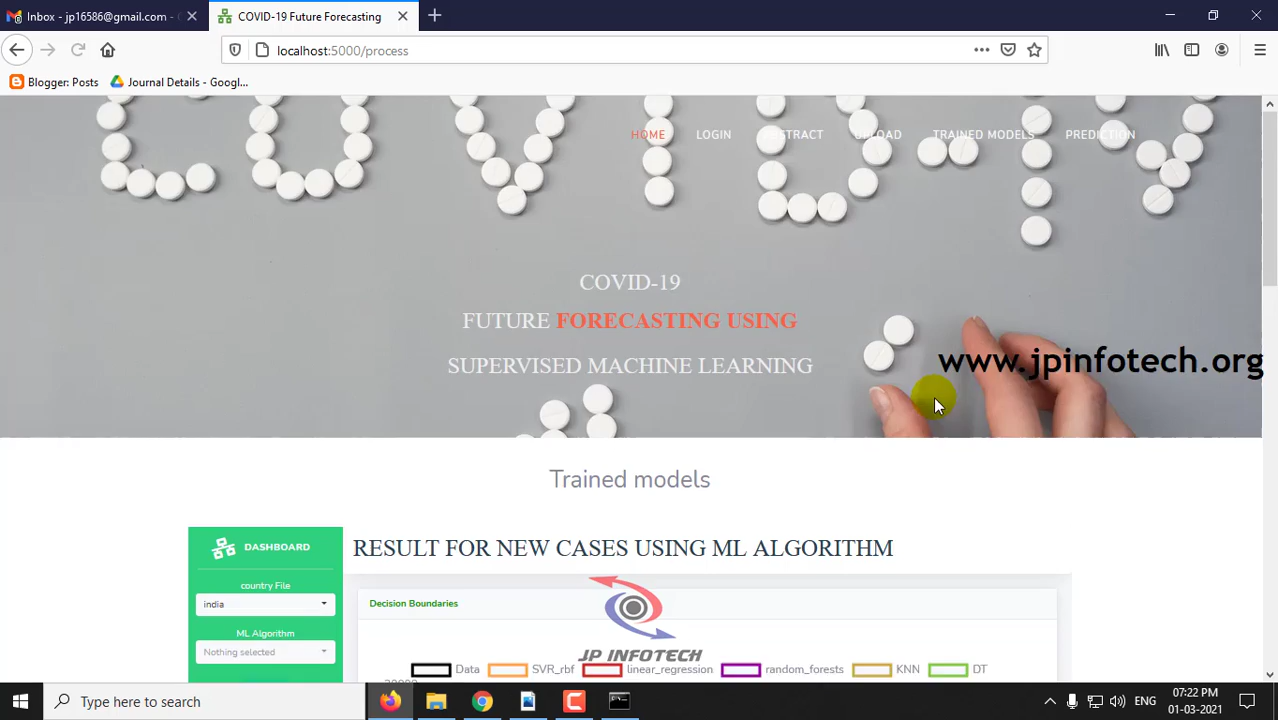 Inbox - jp16586@gmail.com -
COVID-19 Future Forecasting
localhost:5000/process
Blogger: Posts
Journal Details - Googl...
HOME
LOGIN
ABSTRACT
UPLOAD
TRAINED MODELS
PREDICTION
COVID-19
FUTURE FORECASTING USING
SUPERVISED MACHINE LEARNING
www.jpinfotech.org
Trained models
DASHBOARD
RESULT FOR NEW CASES USING ML ALGORITHM
country File
india
ML Algorithm
Nothing selected
Decision Boundaries
JP INFOTECH
Data
SVR_rbf
linear_regression
random_forests
KNN
DT
Type here to search
ENG
07:22 PM
01-03-2021